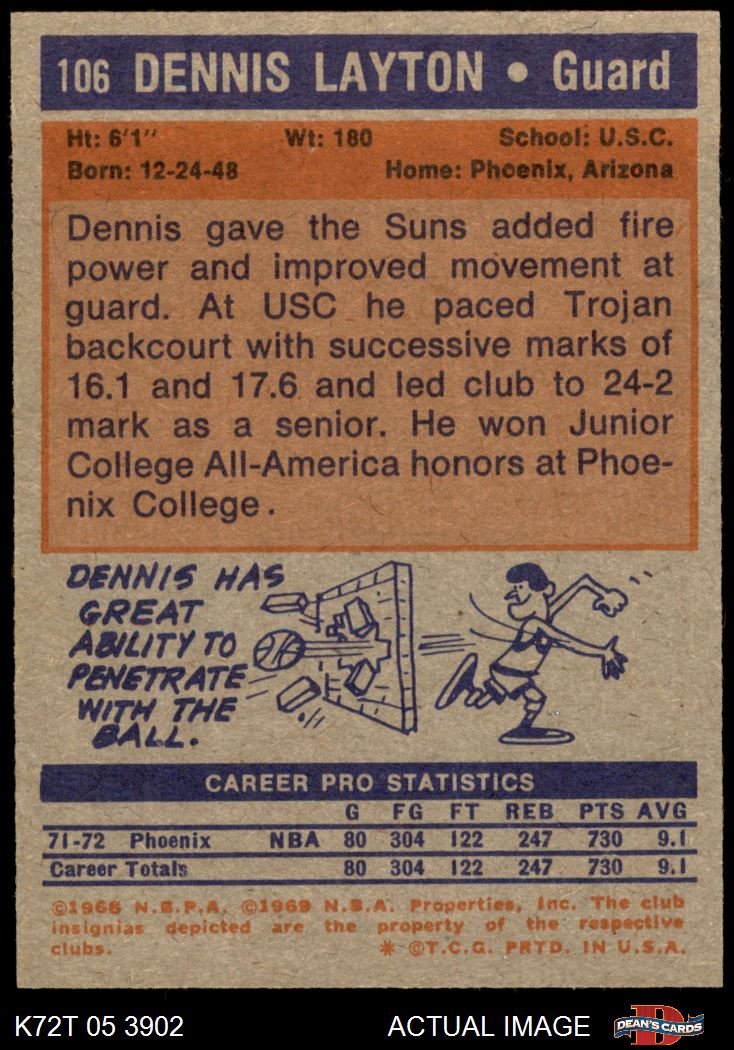 106 DENNIS LAYTON • Guard
Ht: 6'1" Wt: 180 School: U.S.C.
Born: 12-24-48 Home: Phoenix, Arizona
Dennis gave the Suns added fire
power and improved movement at
guard. At USC he paced Trojan
backcourt with successive marks of
16.1 and 17.6 and led club to 24-2
mark as a senior. He won Junior
College All-America honors at Phoe-
nix College.
DENNIS HAS
GREAT
ABILITY TO
PENETRATE
WITH THE
BALL.
CAREER PRO STATISTICS
G FG FT REB PTS AVG
71-72 Phoenix NBA 80 304 122 247 730 9.1
Career Totals 80 304 122 247 730 9.1
©1968 N.B.P.A. ©1969 N.B.A. Properties, Inc. The club
insignias depicted are the property of the respective
clubs. * ©T.C.G. PRTD. IN U.S.A.
K72T 05 3902 ACTUAL IMAGE D DEAN'S CARDS